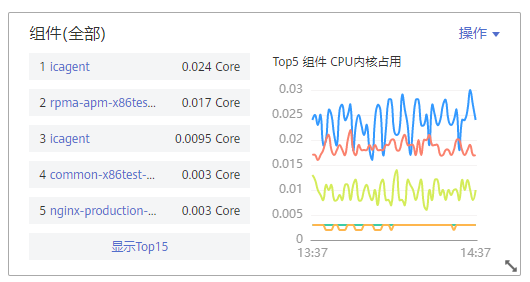 组件(全部)
操作
1 icagent 0.024 Core
2 rpma-apm-x86tes... 0.017 Core
3 icagent 0.0095 Core
4 common-x86test-... 0.003 Core
5 nginx-production-... 0.003 Core
显示Top15
Top5 组件 CPU内核占用
0.03
0.025
0.02
0.015
0.01
0.005
0
13:37 14:37